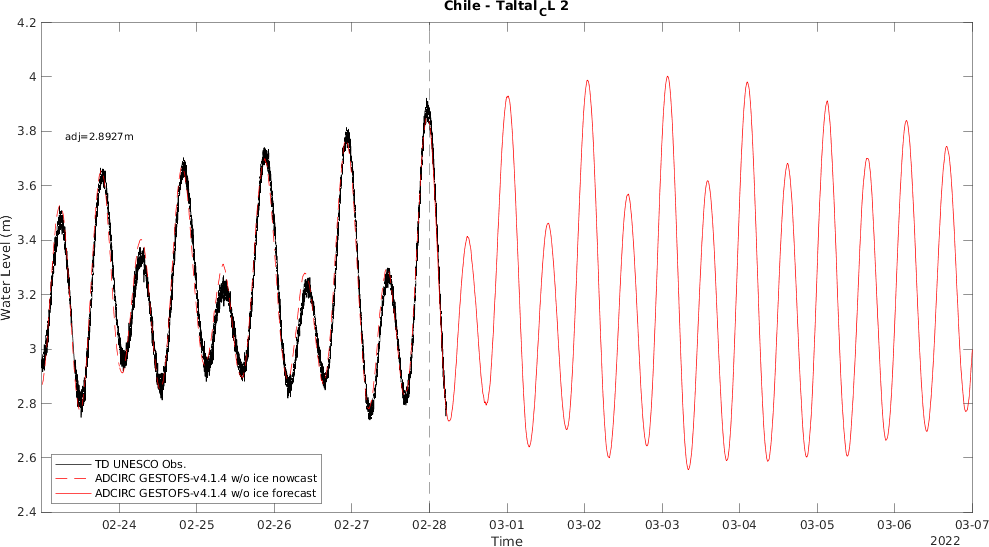 Chile - Taltal_CL 2
4.2
4
3.8
3.6
3.4
3.2
3
2.8
2.6
2.4
Water Level (m)
adj=2.8927m
TD UNESCO Obs.
ADCIRC GESTOFS-v4.1.4 w/o ice nowcast
ADCIRC GESTOFS-v4.1.4 w/o ice forecast
02-24 02-25 02-26 02-27 02-28 03-01 03-02 03-03 03-04 03-05 03-06 03-07
Time
2022